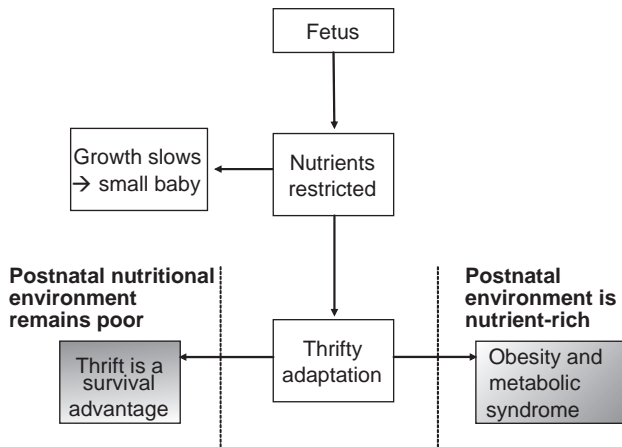 Fetus
Growth slows
→ small baby
Nutrients
restricted
Postnatal nutritional
environment
remains poor
Postnatal
environment is
nutrient-rich
Thrift is a
survival
advantage
Thrifty
adaptation
Obesity and
metabolic
syndrome